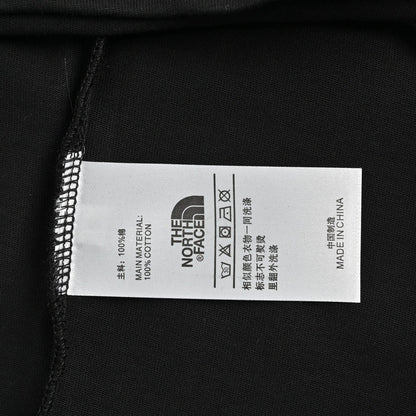 主料: 100%棉
MAIN MATERIAL:
100% COTTON
THE
NORTH
FACE
®
相似颜色衣物一同洗涤
标志不可熨烫
里翻外洗涤
中国制造
MADE IN CHINA